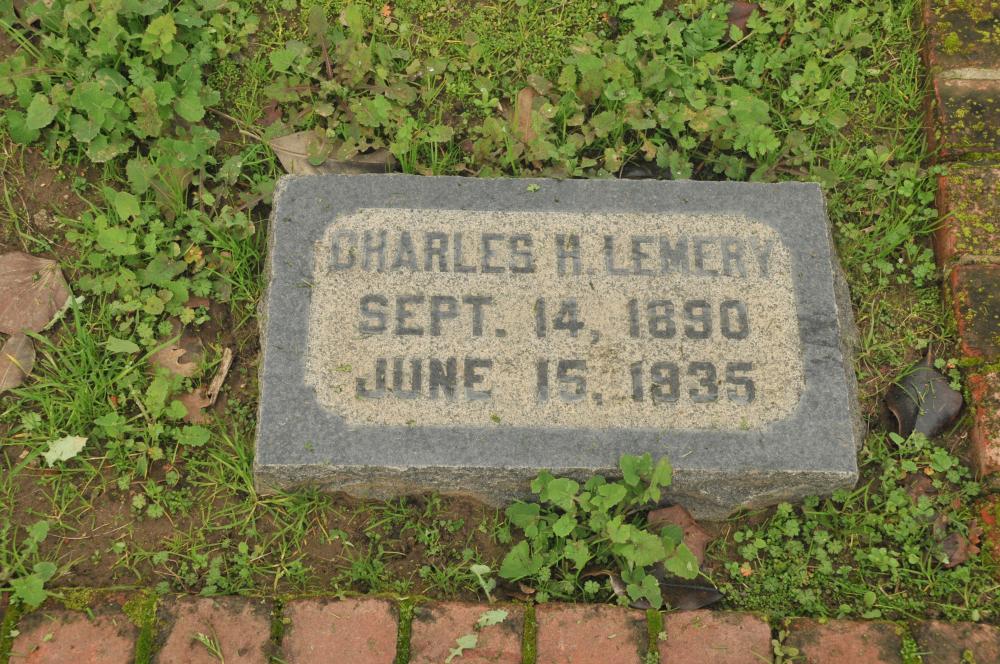 CHARLES H. LEMERY
SEPT. 14, 1890
JUNE 15, 1935